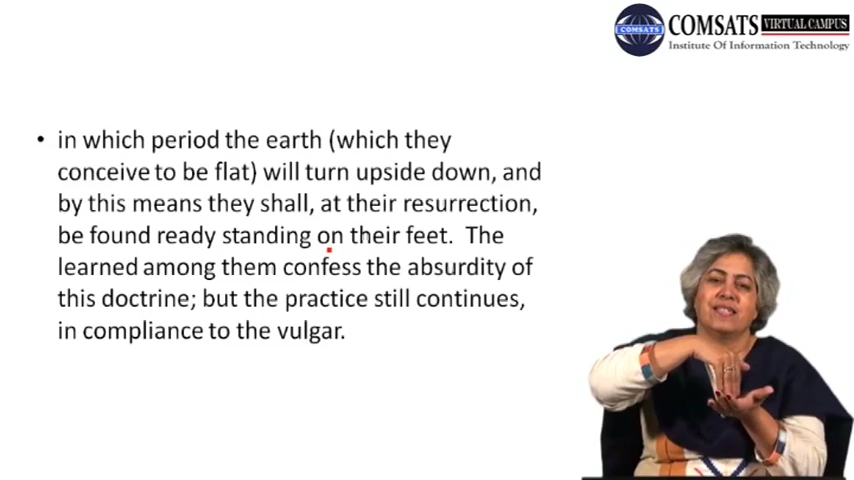 COMSATS
COMSATS VIRTUAL CAMPUS
Institute Of Information Technology
• in which period the earth (which they
conceive to be flat) will turn upside down, and
by this means they shall, at their resurrection,
be found ready standing on their feet. The
learned among them confess the absurdity of
this doctrine; but the practice still continues,
in compliance to the vulgar.